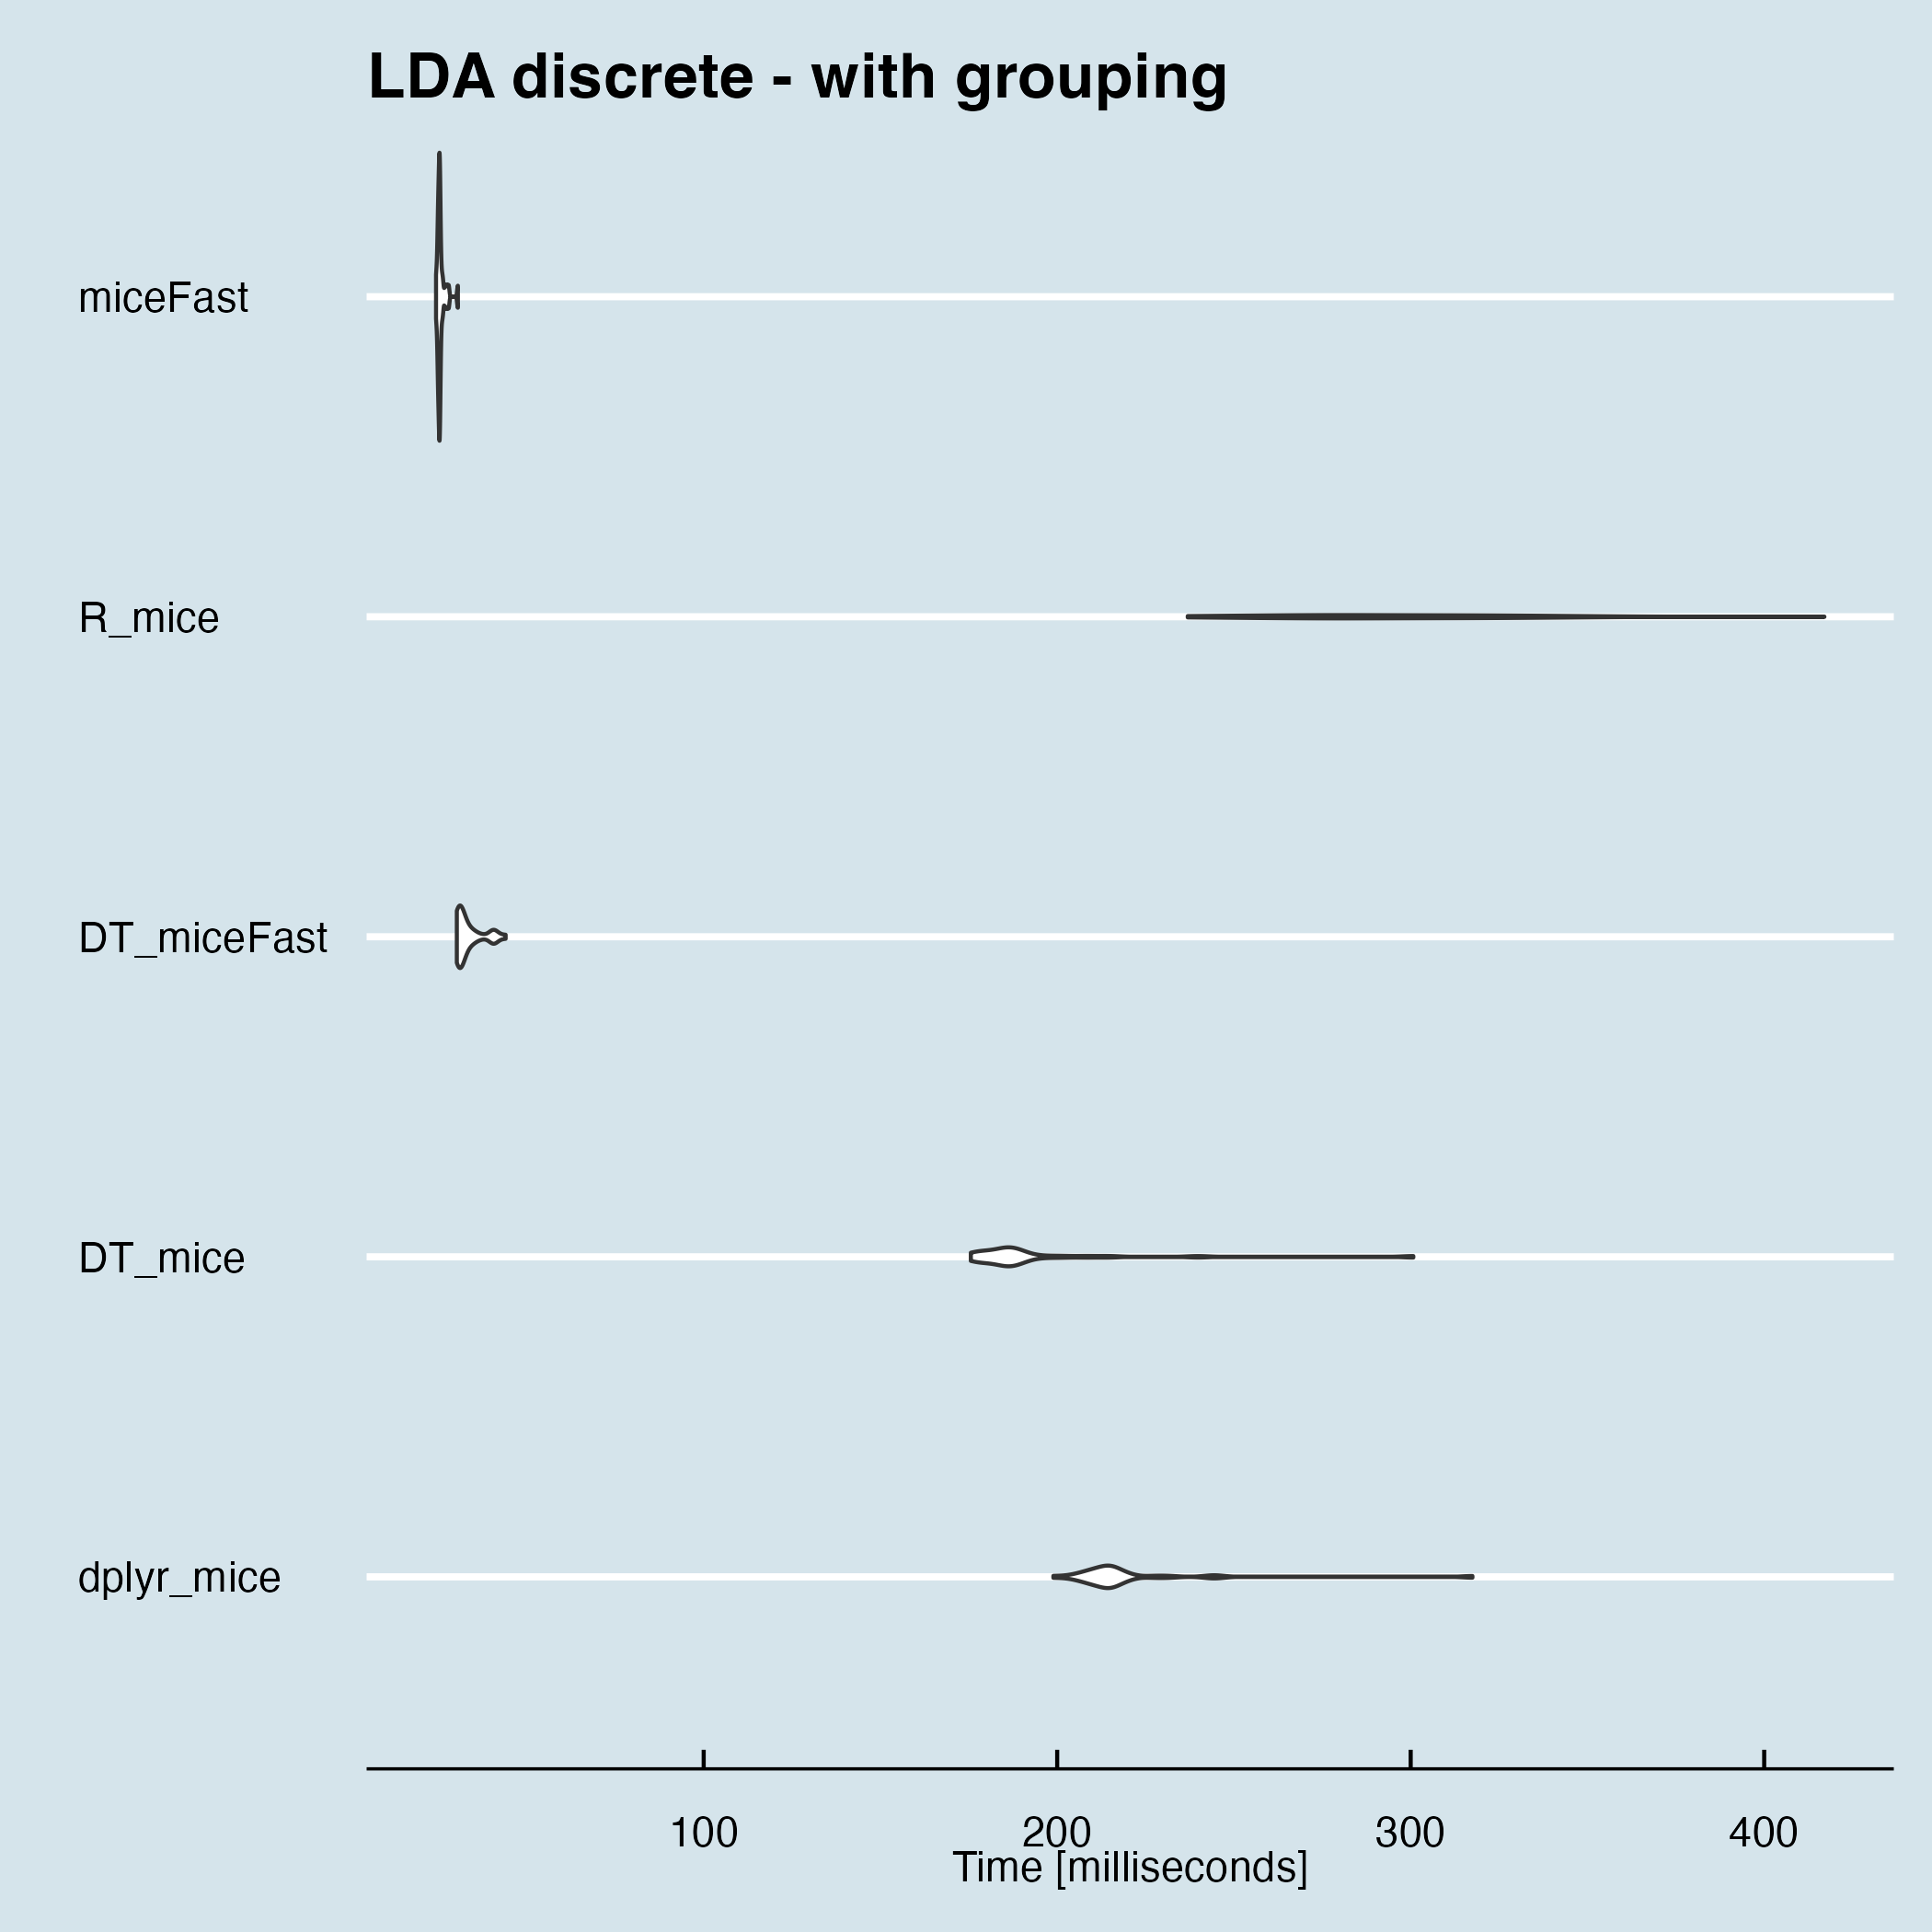 LDA discrete - with grouping
miceFast
R_mice
DT_miceFast
DT_mice
dplyr_mice
100 200 300 400
Time [milliseconds]